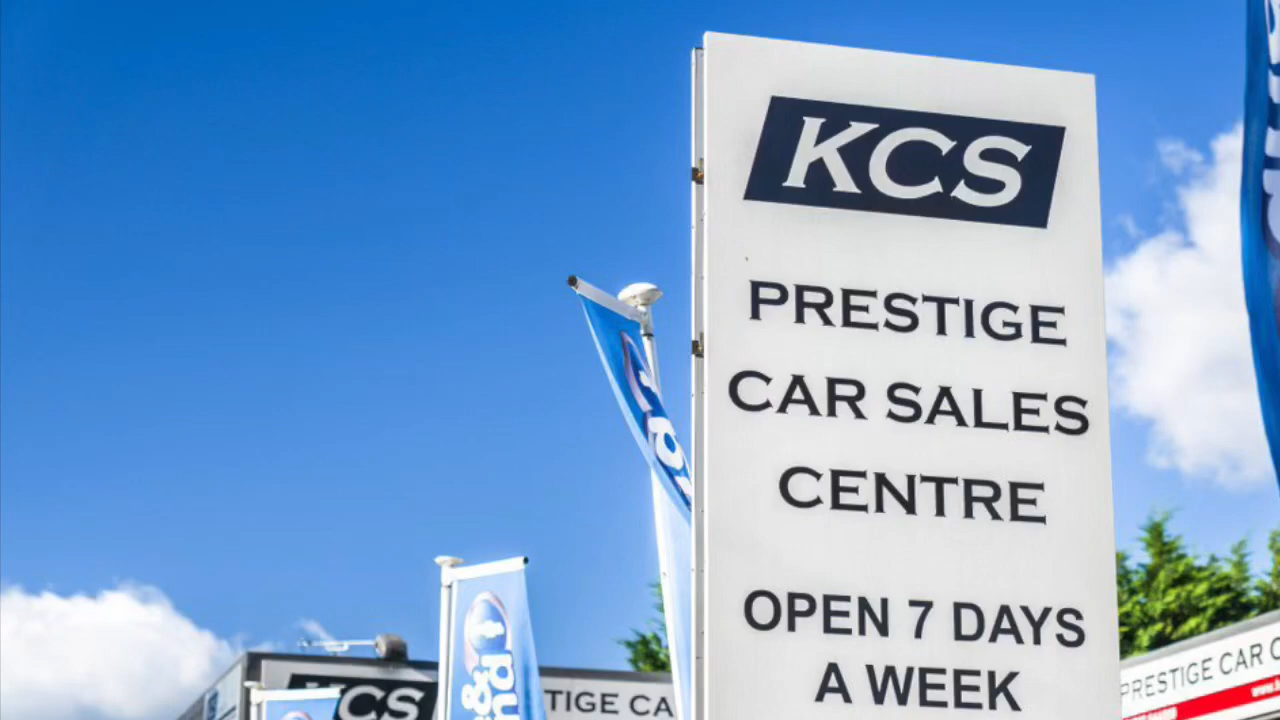 KCS
PRESTIGE
CAR SALES
CENTRE
OPEN 7 DAYS
A WEEK
KCS
TIGE CA
PRESTIGE CAR